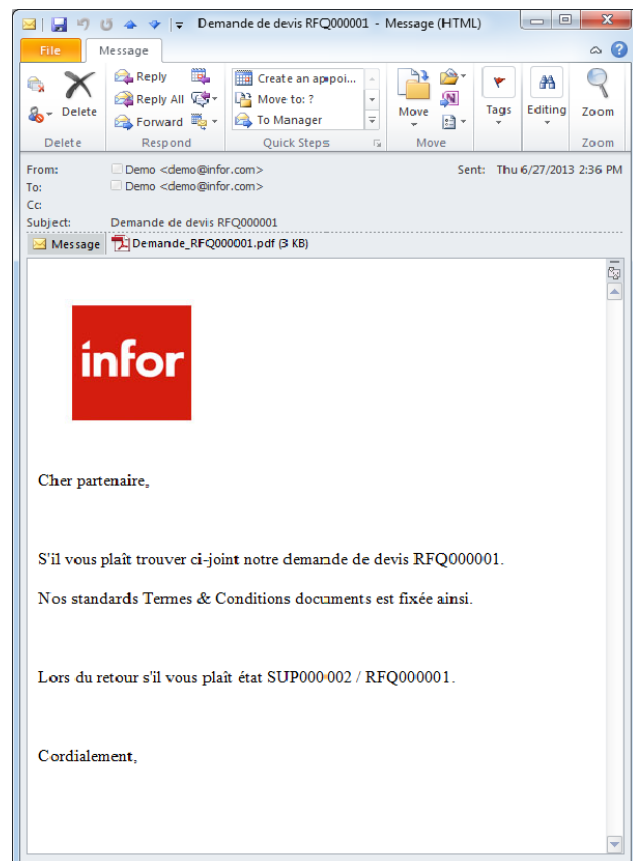 Demande de devis RFQ000001 - Message (HTML)
File Message
Reply Create an appoi...
Delete Reply All Move to: ? Move Tags Editing Zoom
Forward To Manager
Delete Respond Quick Steps Move Zoom
From: Demo <demo@infor.com> Sent: Thu 6/27/2013 2:36 PM
To: Demo <demo@infor.com>
Cc:
Subject: Demande de devis RFQ000001
Message Demande_RFQ000001.pdf (3 KB)
infor
Cher partenaire,
S'il vous plaît trouver ci-joint notre demande de devis RFQ000001.
Nos standards Termes & Conditions documents est fixée ainsi.
Lors du retour s'il vous plaît état SUP000002 / RFQ000001.
Cordialement,